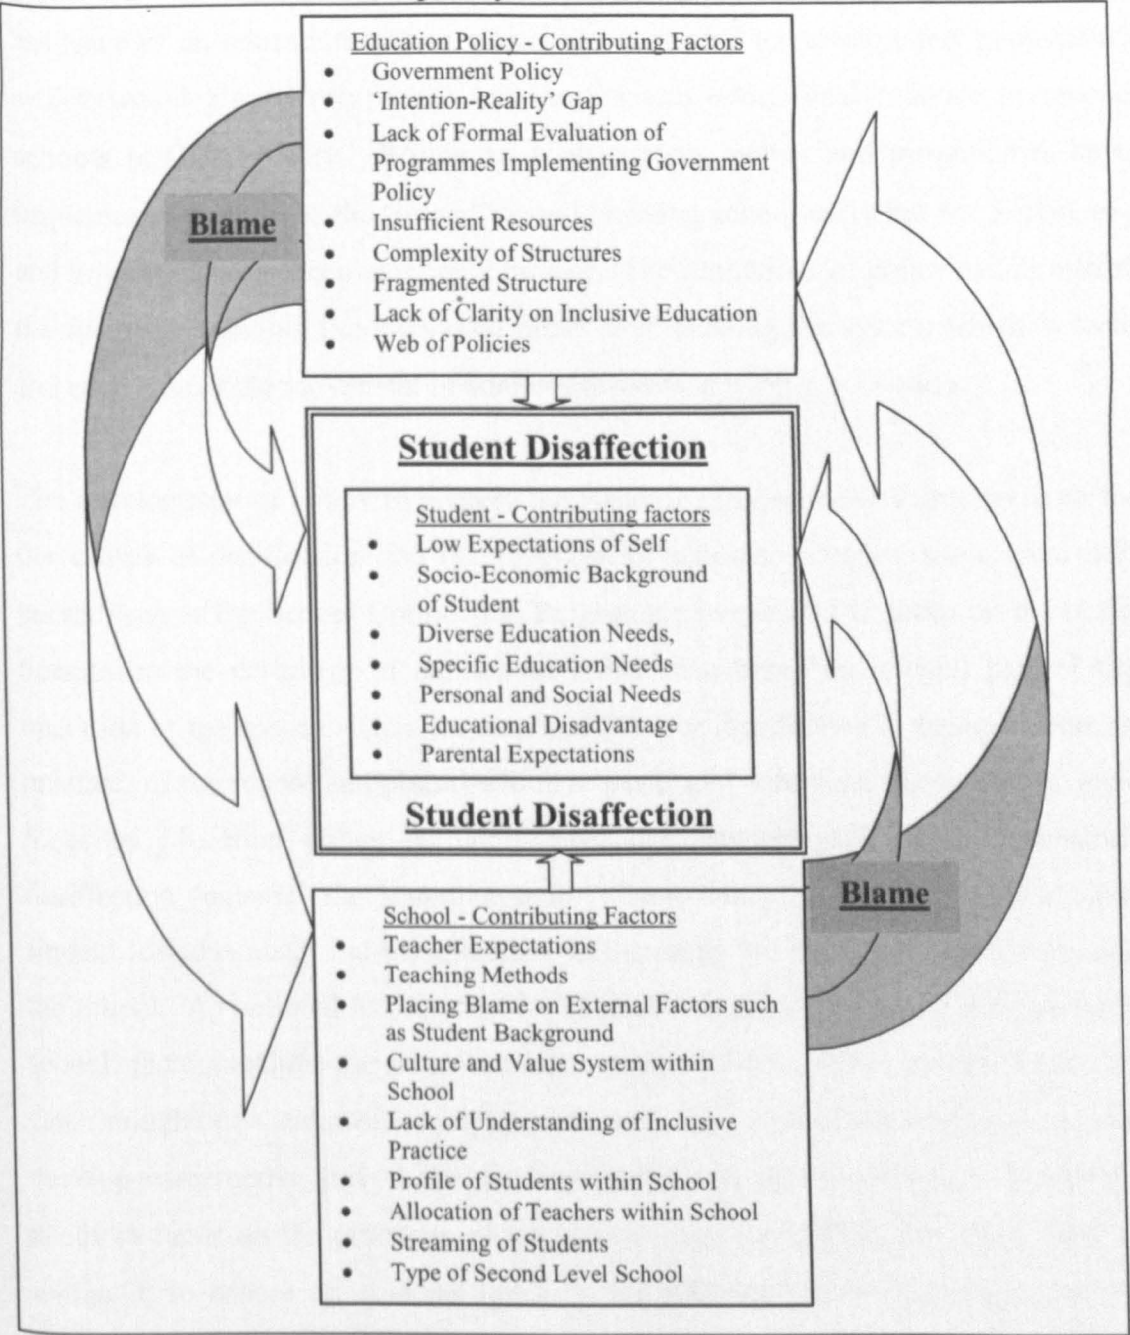 Education Policy - Contributing Factors
• Government Policy
• 'Intention-Reality' Gap
• Lack of Formal Evaluation of
Programmes Implementing Government
Policy
• Insufficient Resources
• Complexity of Structures
• Fragmented Structure
• Lack of Clarity on Inclusive Education
• Web of Policies
Blame
Student Disaffection
Student - Contributing factors
• Low Expectations of Self
• Socio-Economic Background
of Student
• Diverse Education Needs,
• Specific Education Needs
• Personal and Social Needs
• Educational Disadvantage
• Parental Expectations
Student Disaffection
Blame
School - Contributing Factors
• Teacher Expectations
• Teaching Methods
• Placing Blame on External Factors such
as Student Background
• Culture and Value System within
School
• Lack of Understanding of Inclusive
Practice
• Profile of Students within School
• Allocation of Teachers within School
• Streaming of Students
• Type of Second Level School